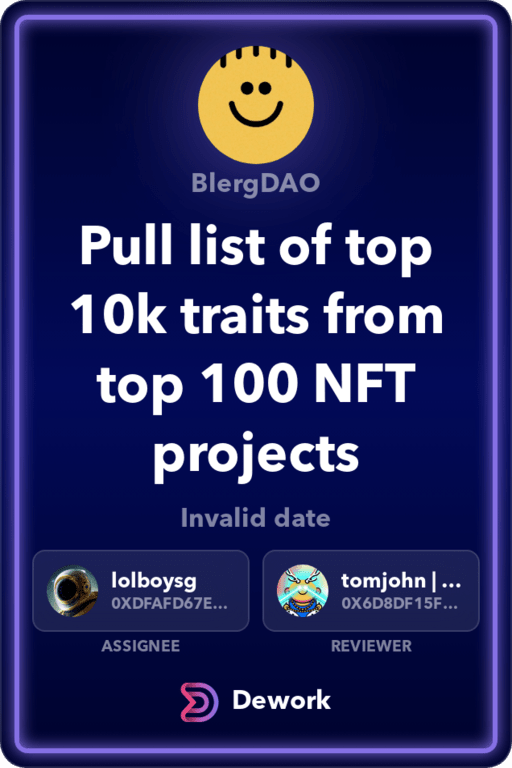 BlergDAO
Pull list of top
10k traits from
top 100 NFT
projects
Invalid date
lolboysg
0XDFAFD67E...
ASSIGNEE
tomjohn | ...
0X6D8DF15F...
REVIEWER
Dework